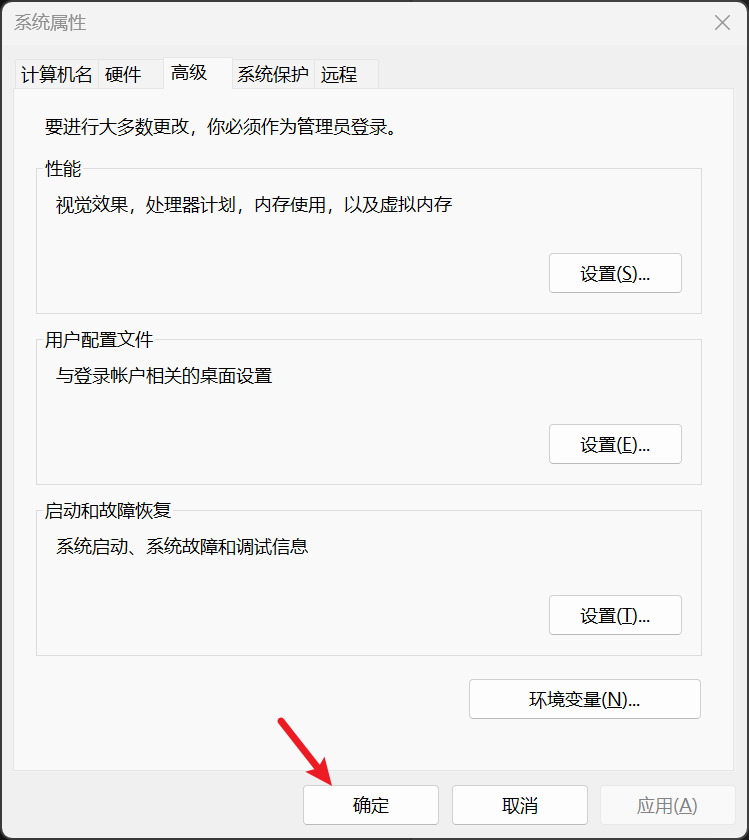 系统属性
计算机名 硬件 高级 系统保护 远程
要进行大多数更改，你必须作为管理员登录。
性能
视觉效果，处理器计划，内存使用，以及虚拟内存
设置(S)...
用户配置文件
与登录帐户相关的桌面设置
设置(E)...
启动和故障恢复
系统启动、系统故障和调试信息
设置(T)...
环境变量(N)...
确定 取消 应用(A)